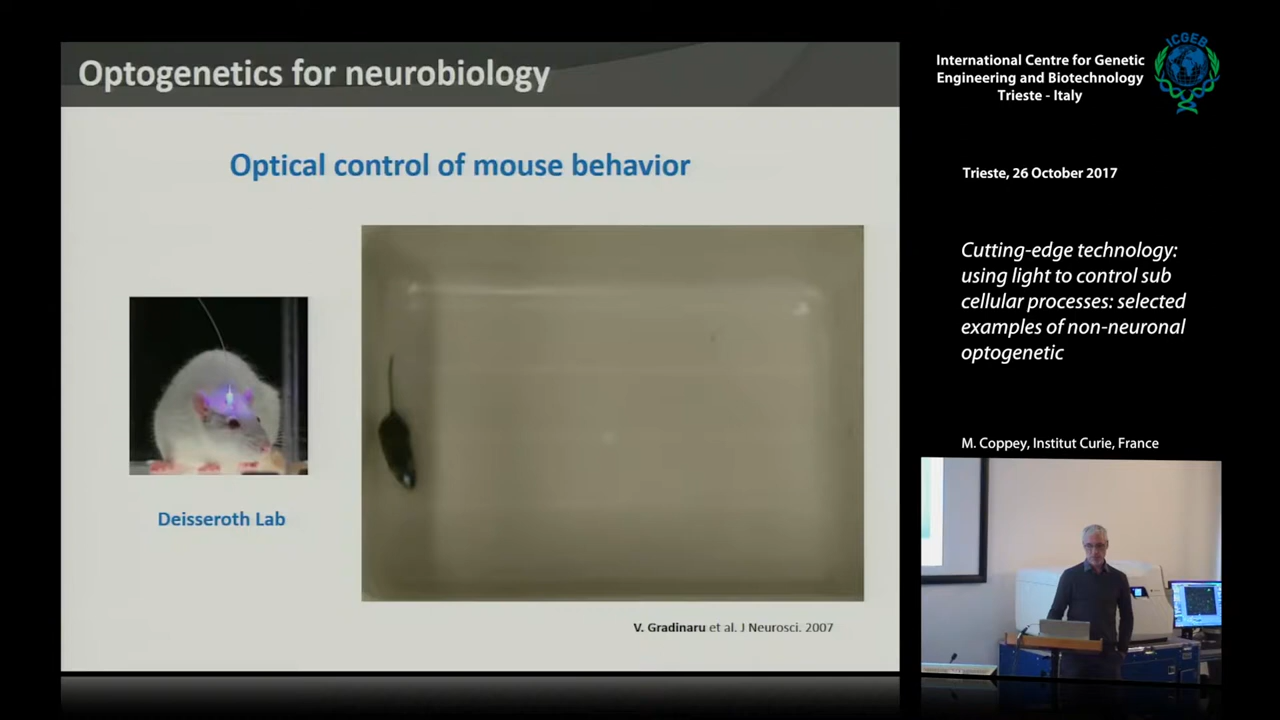 Optogenetics for neurobiology
Optical control of mouse behavior
Deisseroth Lab
V. Gradinaru et al. J Neurosci. 2007
International Centre for Genetic
Engineering and Biotechnology
Trieste - Italy
ICGEB
Trieste, 26 October 2017
Cutting-edge technology:
using light to control sub
cellular processes: selected
examples of non-neuronal
optogenetic
M. Coppey, Institut Curie, France